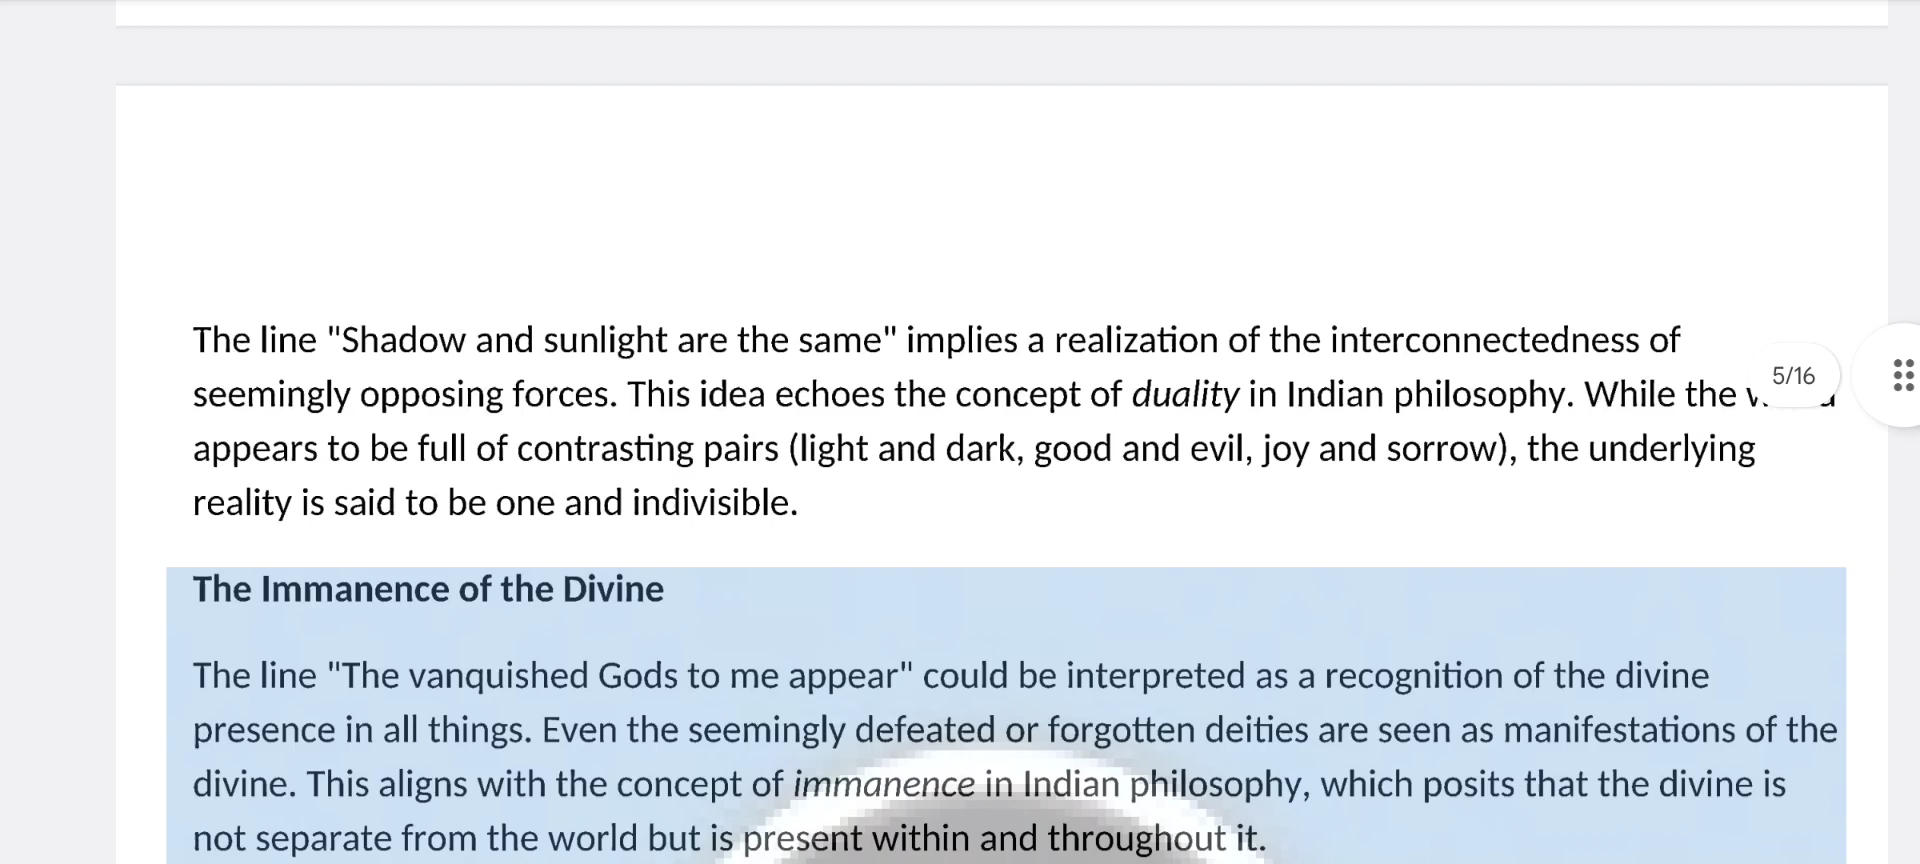 The line "Shadow and sunlight are the same" implies a realization of the interconnectedness of
seemingly opposing forces. This idea echoes the concept of duality in Indian philosophy. While the
5/16
appears to be full of contrasting pairs (light and dark, good and evil, joy and sorrow), the underlying
reality is said to be one and indivisible.
The Immanence of the Divine
The line "The vanquished Gods to me appear" could be interpreted as a recognition of the divine
presence in all things. Even the seemingly defeated or forgotten deities are seen as manifestations of the
divine. This aligns with the concept of immanence in Indian philosophy, which posits that the divine is
not separate from the world but is present within and throughout it.